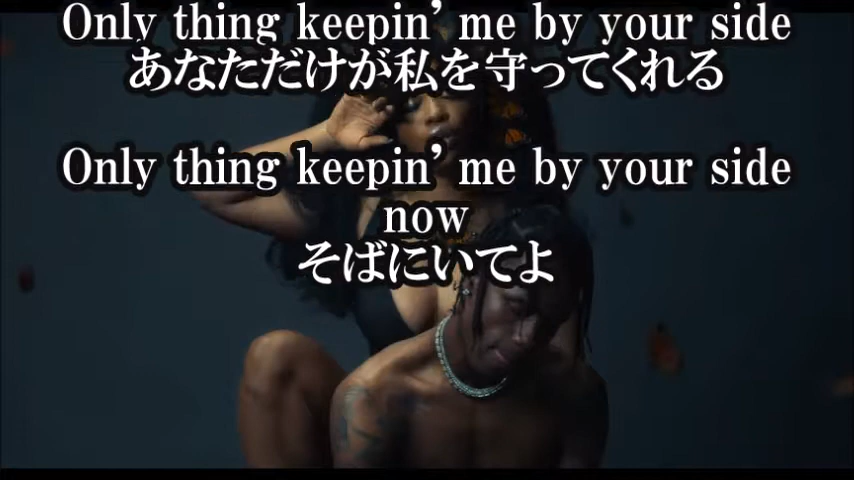 Only thing keepin’ me by your side
あなただけが私を守ってくれる
Only thing keepin’ me by your side
now
そばにいてよ